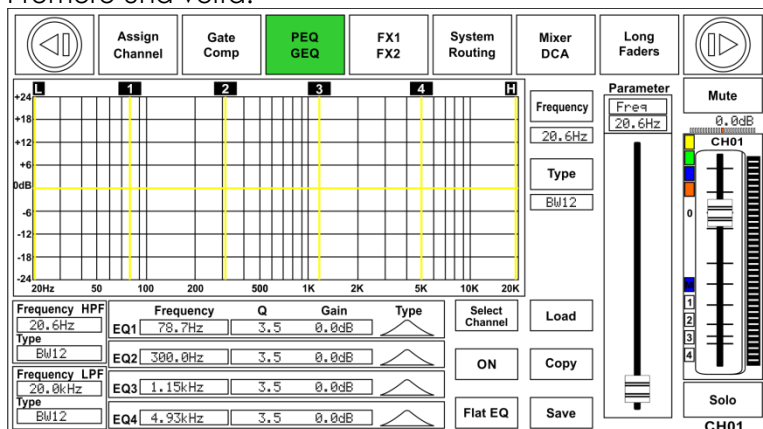 Assign Channel
Gate Comp
PEQ GEQ
FX1 FX2
System Routing
Mixer DCA
Long Faders
L 1 2 3 4 H
+24
+18
+12
+6
0dB
-6
-12
-18
-24
20Hz 50 100 200 500 1K 2K 5K 10K 20K
Frequency
20.6Hz
Type
BW12
Parameter
Freq
20.6Hz
Mute
0.0dB
CH01
0
M
1
2
3
4
Frequency HPF
20.6Hz
Type
BW12
Frequency LPF
20.0kHz
Type
BW12
Frequency Q Gain Type
EQ1 78.7Hz 3.5 0.0dB
EQ2 300.0Hz 3.5 0.0dB
EQ3 1.15kHz 3.5 0.0dB
EQ4 4.93kHz 3.5 0.0dB
Select Channel
Load
ON
Copy
Flat EQ
Save
Solo
CH01